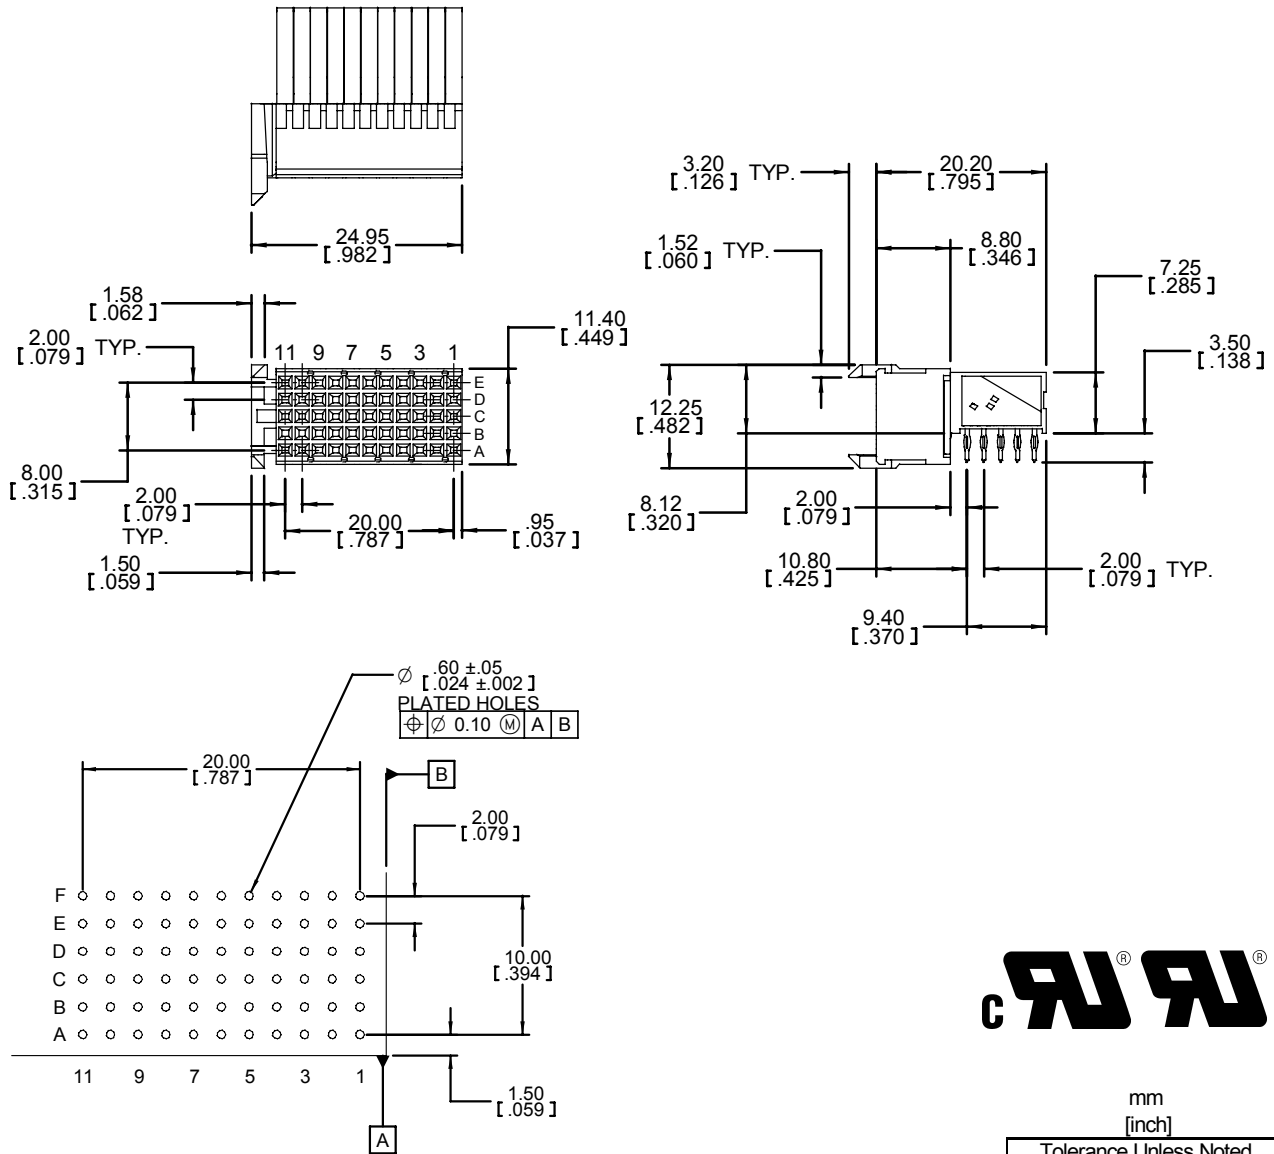 24.95
[ .982 ]
3.20
[ .126 ] TYP.
20.20
[ .795 ]
1.52
[ .060 ] TYP.
8.80
[ .346 ]
7.25
[ .285 ]
3.50
[ .138 ]
1.58
[ .062 ]
2.00
[ .079 ] TYP.
11.40
[ .449 ]
11 9 7 5 3 1
E
D
C
B
A
8.00
[ .315 ]
2.00
[ .079 ]
TYP.
20.00
[ .787 ]
.95
[ .037 ]
1.50
[ .059 ]
12.25
[ .482 ]
8.12
[ .320 ]
2.00
[ .079 ]
10.80
[ .425 ]
2.00
[ .079 ] TYP.
9.40
[ .370 ]
∅ .60 ±.05
[ .024 ±.002 ]
PLATED HOLES
⌖ ∅ 0.10 Ⓜ A B
20.00
[ .787 ]
B
2.00
[ .079 ]
F
E
D
C
B
A
10.00
[ .394 ]
11 9 7 5 3 1
1.50
[ .059 ]
A
c RU ® RU ®
mm
[inch]
Tolerance Unless Noted